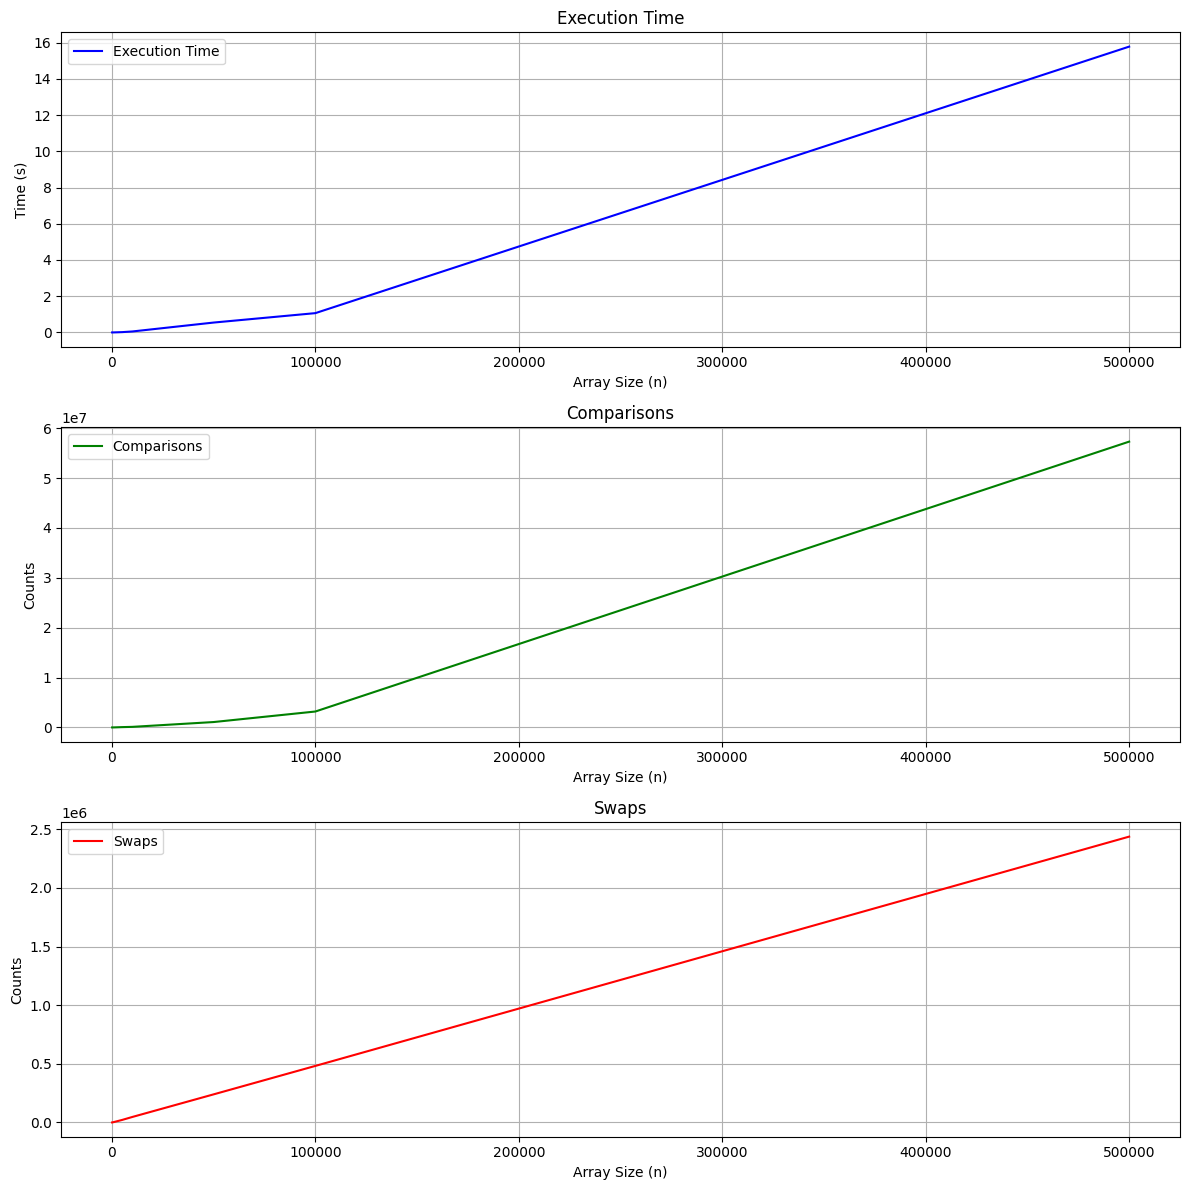 Execution Time
Execution Time
16
14
12
10
8
6
4
2
0
Time (s)
0 100000 200000 300000 400000 500000
Array Size (n)
Comparisons
1e7
Comparisons
6
5
4
3
2
1
0
Counts
0 100000 200000 300000 400000 500000
Array Size (n)
Swaps
1e6
Swaps
2.5
2.0
1.5
1.0
0.5
0.0
Counts
0 100000 200000 300000 400000 500000
Array Size (n)